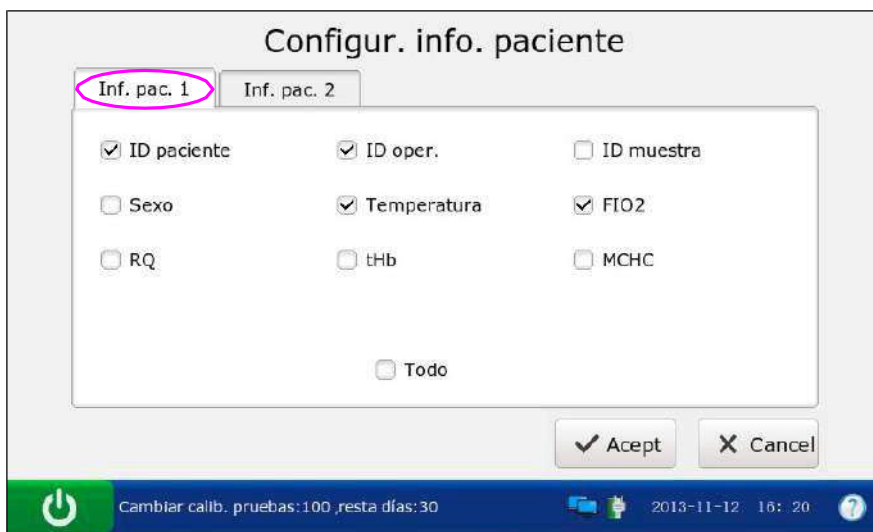 Configur. info. paciente
Inf. pac. 1 Inf. pac. 2
ID paciente ID oper. ID muestra
Sexo Temperatura FIO2
RQ tHb MCHC
Todo
Acept Cancel
Cambiar calib. pruebas:100 ,resta días:30 2013-11-12 16: 20 ?